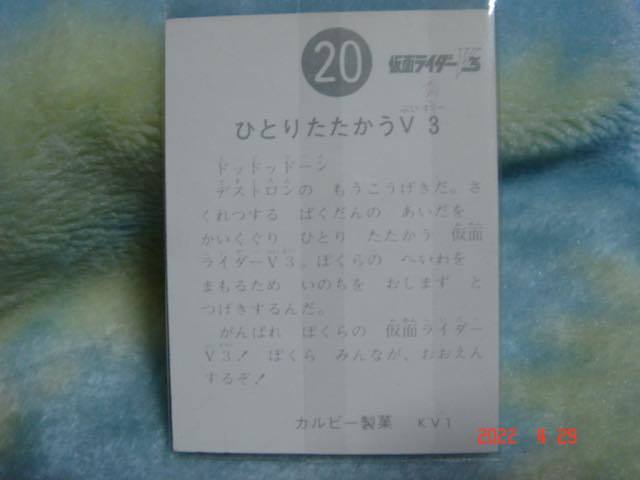 20
仮面ライダーV3
ひとりたたかうV 3
ドッドッドーン
デストロンの もうこうげきだ。さ
くれつする ばくだんの あいだを
かいくぐり ひとり たたかう 仮面
ライダーV3。ぼくらの へいわを
まもるため いのちを おしまず と
つげきするんだ。
がんばれ ぼくらの 仮面ライダー
V3! ぼくら みんなが、おおえん
するぞ!
カルビー製菓 KV1
2022 4 29